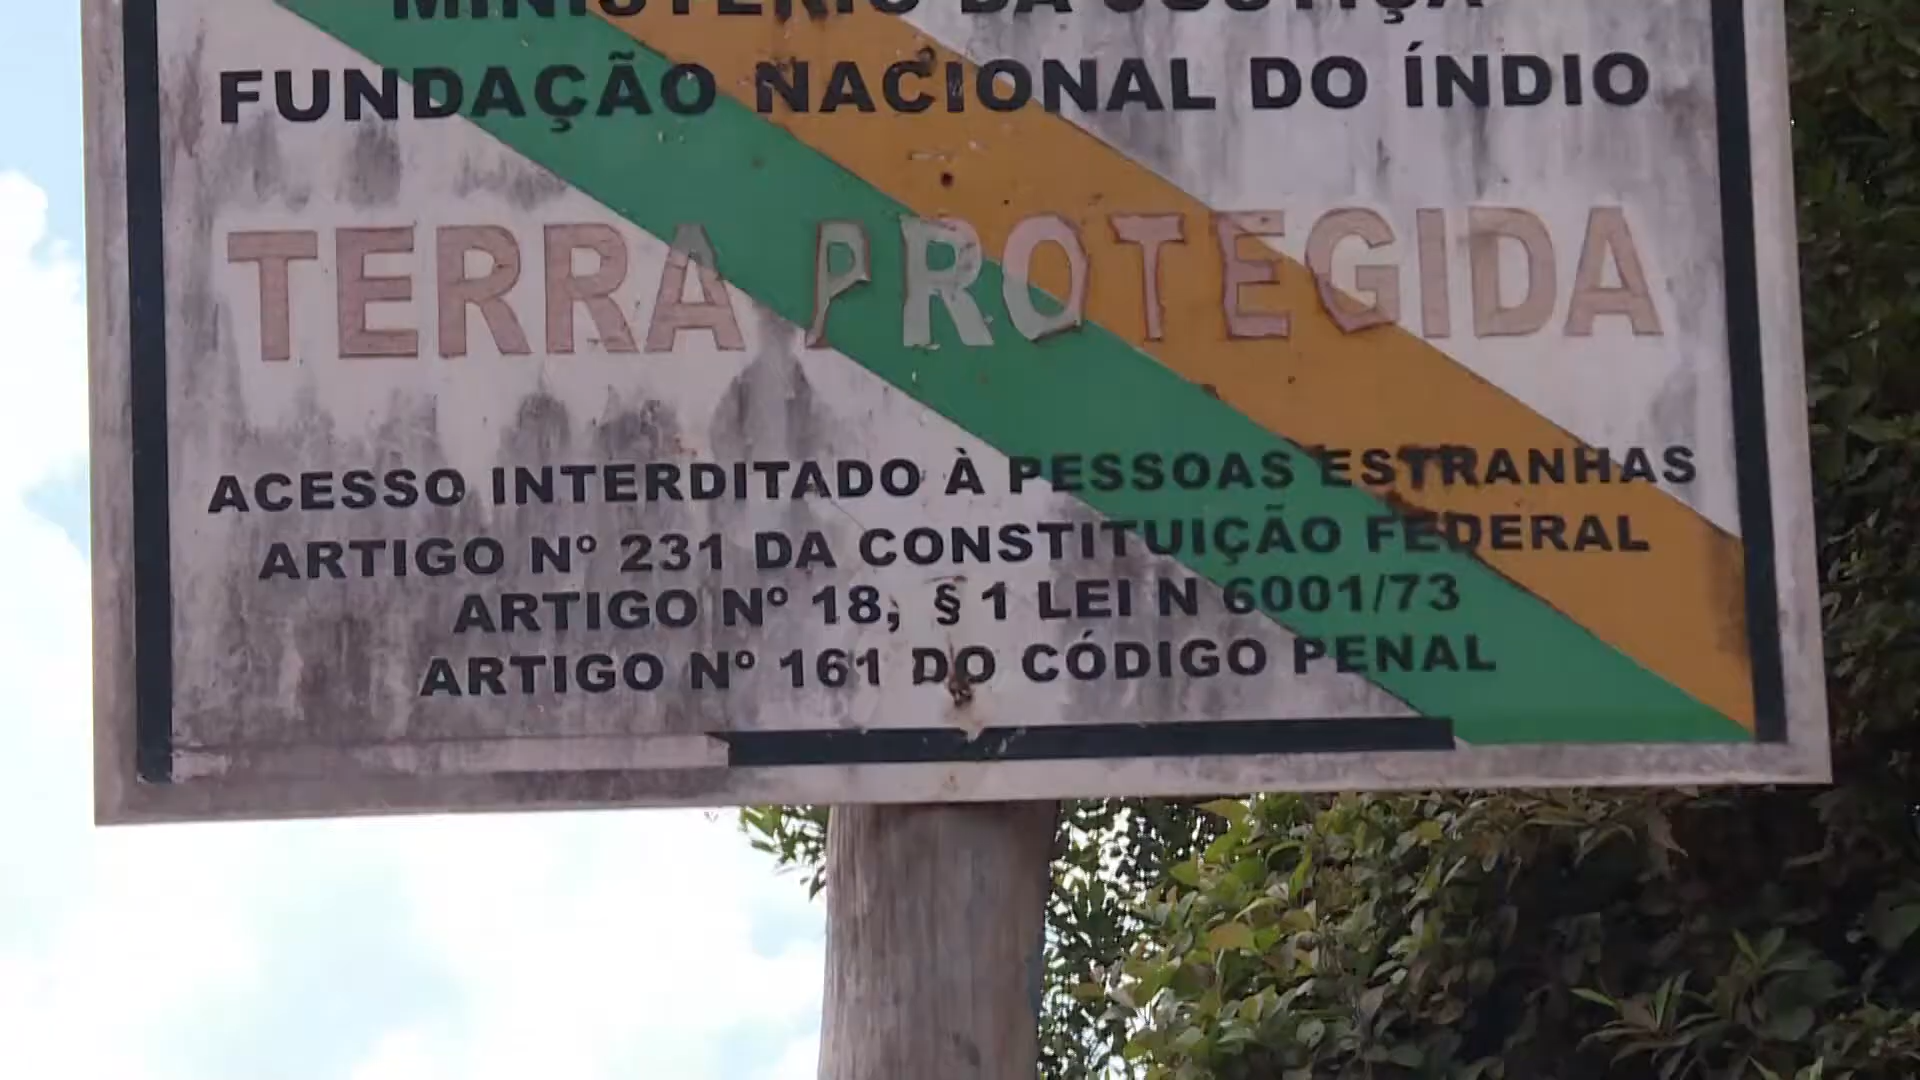 MINISTÉRIO DA JUSTIÇA
FUNDAÇÃO NACIONAL DO ÍNDIO
TERRA PROTEGIDA
ACESSO INTERDITADO À PESSOAS ESTRANHAS
ARTIGO Nº 231 DA CONSTITUIÇÃO FEDERAL
ARTIGO Nº 18, § 1 LEI N 6001/73
ARTIGO Nº 161 DO CÓDIGO PENAL